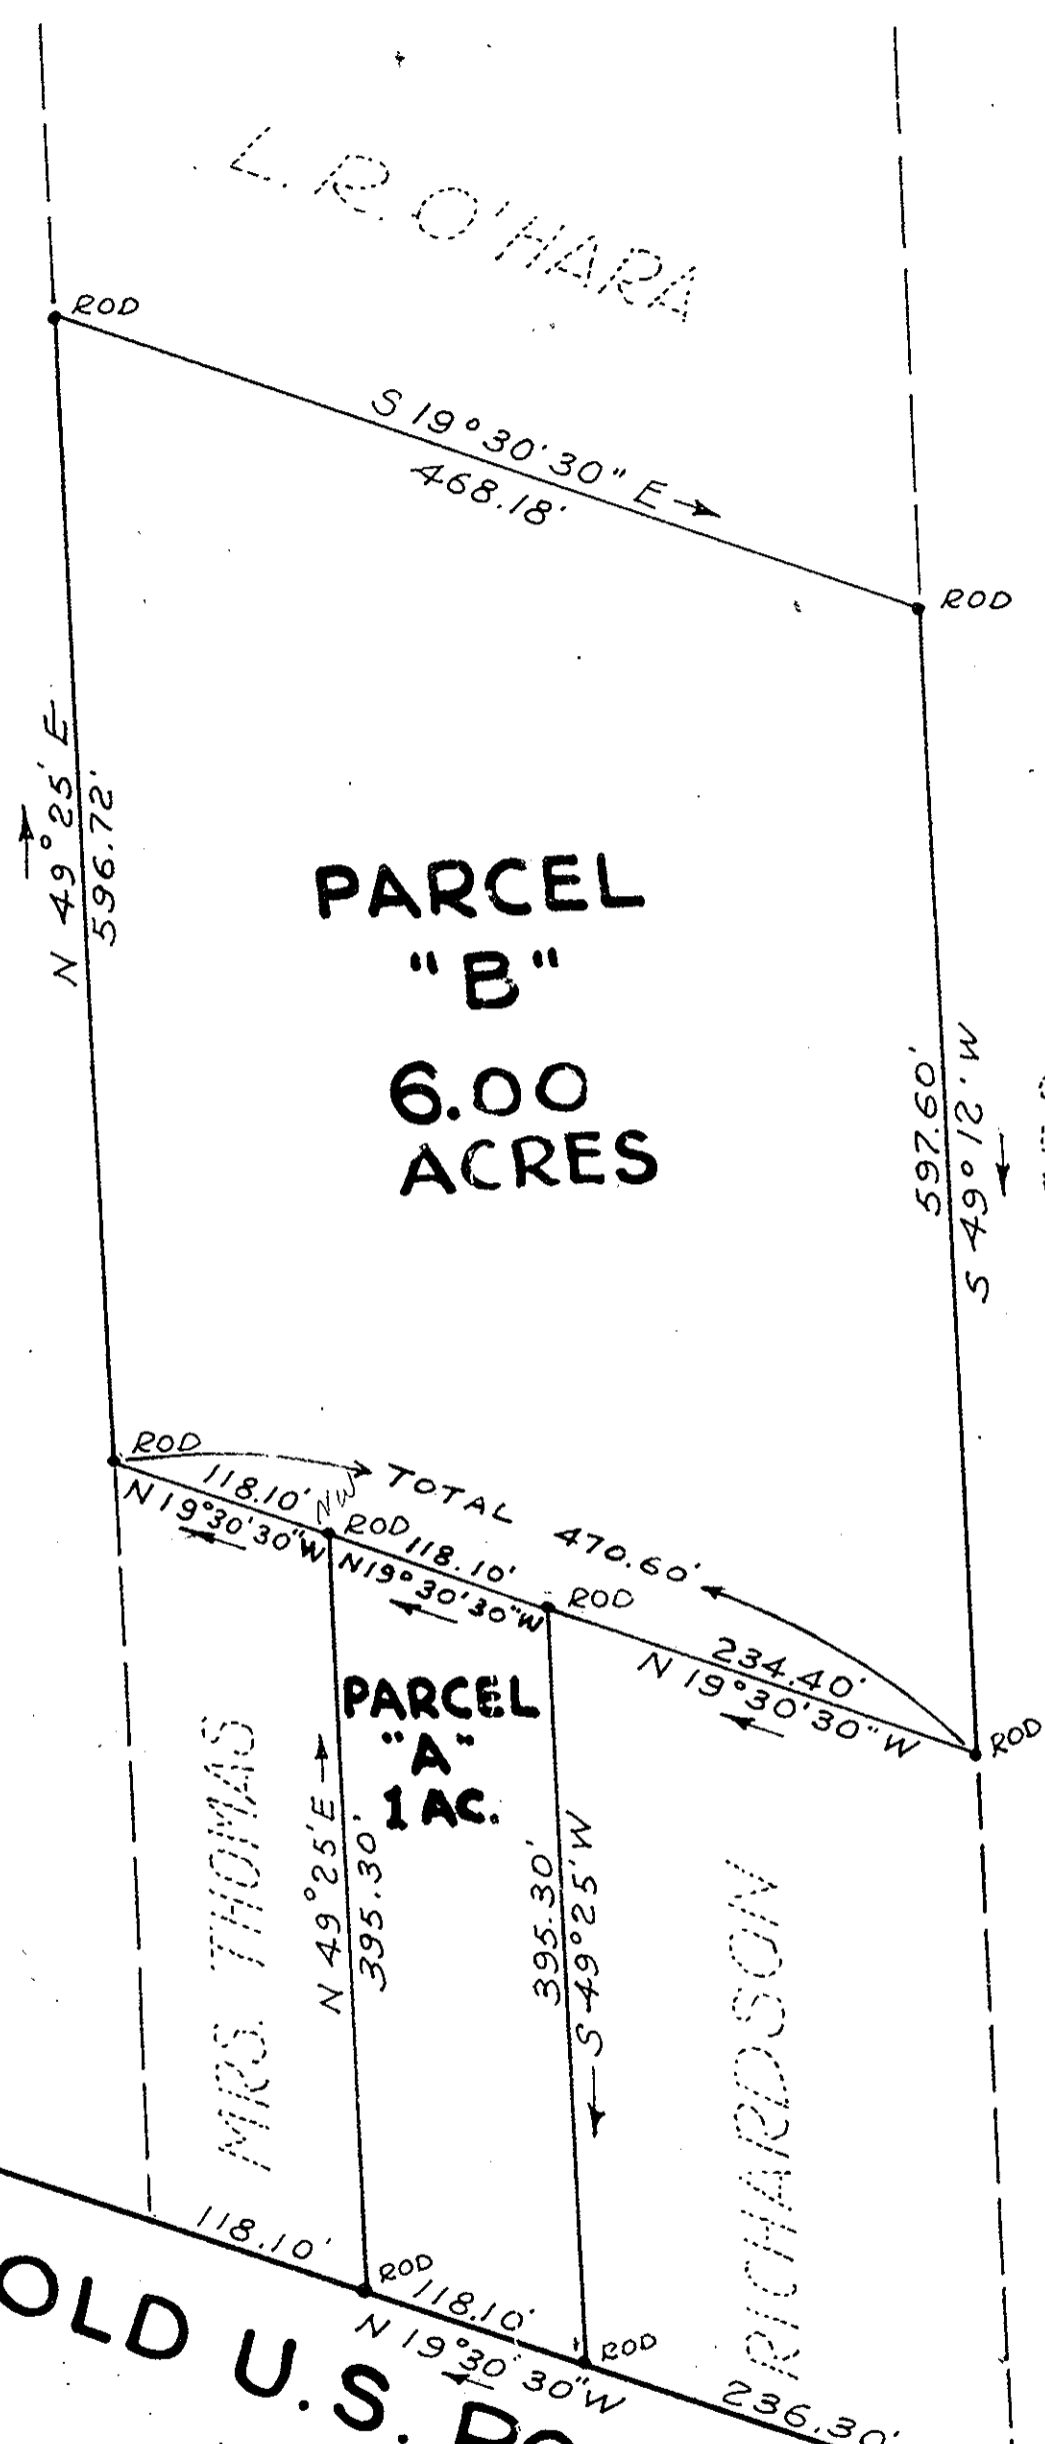 L. R. O'HARA
ROD
S 19°30'30" E
468.18'
ROD
N 49°25' E
596.72'
PARCEL
"B"
6.00
ACRES
597.60'
S 49°12' W
ROD
118.10'
N 19°30'30" W
NW
TOTAL 470.60'
ROD
118.10'
N 19°30'30" W
ROD
234.40'
N 19°30'30" W
ROD
PARCEL
"A"
1 AC.
MRS. THOMAS
N 49°25' E
395.30'
395.30'
S 49°25' W
RICHARDSON
118.10'
ROD
118.10'
N 19°30'30" W
ROD
236.30'
OLD U.S.